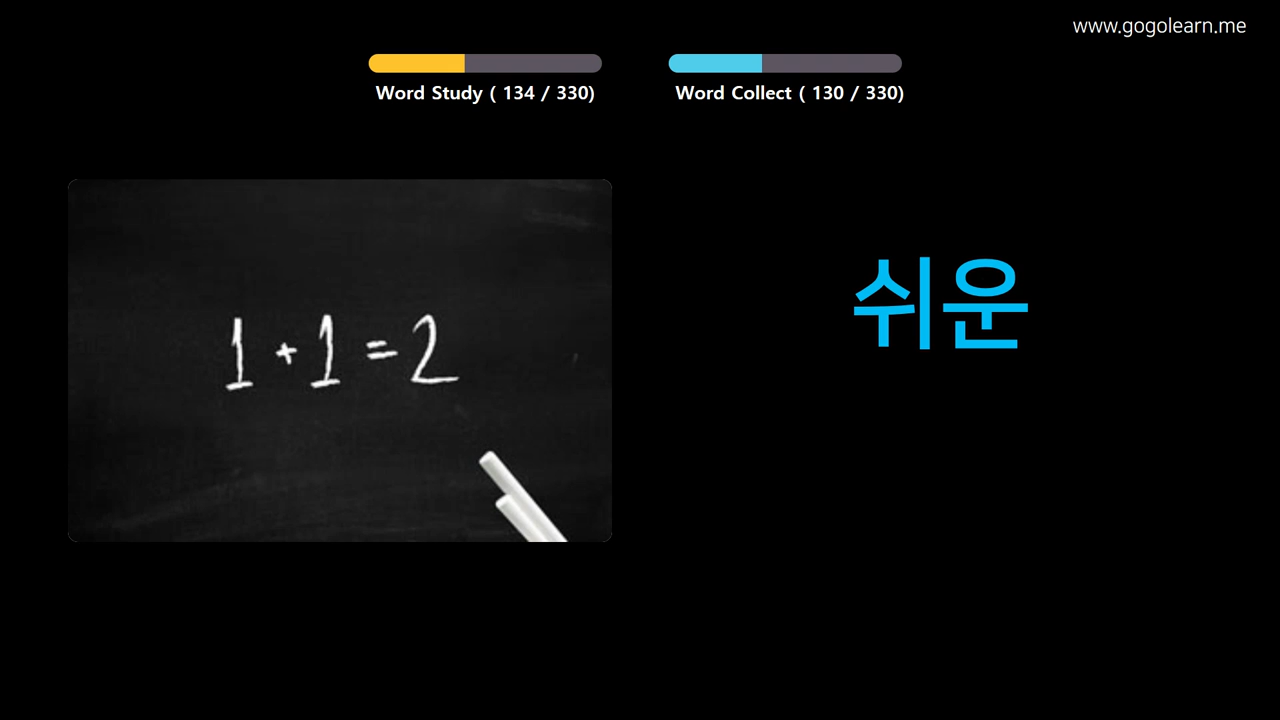 www.gogolearn.me
Word Study ( 134 / 330)
Word Collect ( 130 / 330)
1 + 1 = 2
쉬운